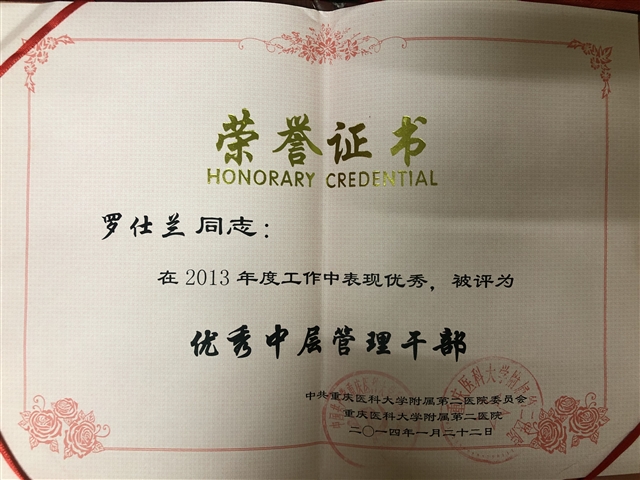 荣誉证书
HONORARY CREDENTIAL
罗仕兰同志：
在2013年度工作中表现优秀，被评为
优秀中层管理干部
中共重庆医科大学附属第二医院委员会
重庆医科大学附属第二医院
二〇一四年一月二十二日